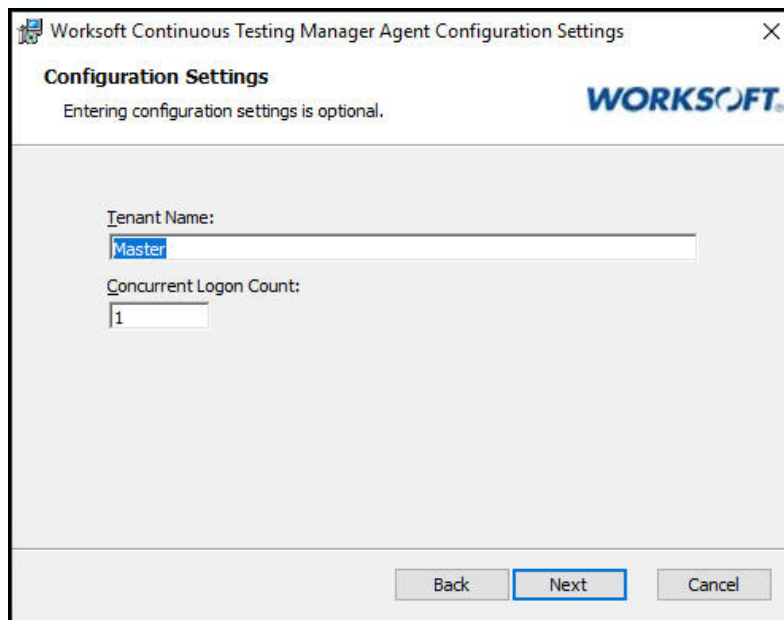 Worksoft Continuous Testing Manager Agent Configuration Settings
Configuration Settings
Entering configuration settings is optional.
WORKSOFT®
Tenant Name:
Master
Concurrent Logon Count:
1
Back Next Cancel